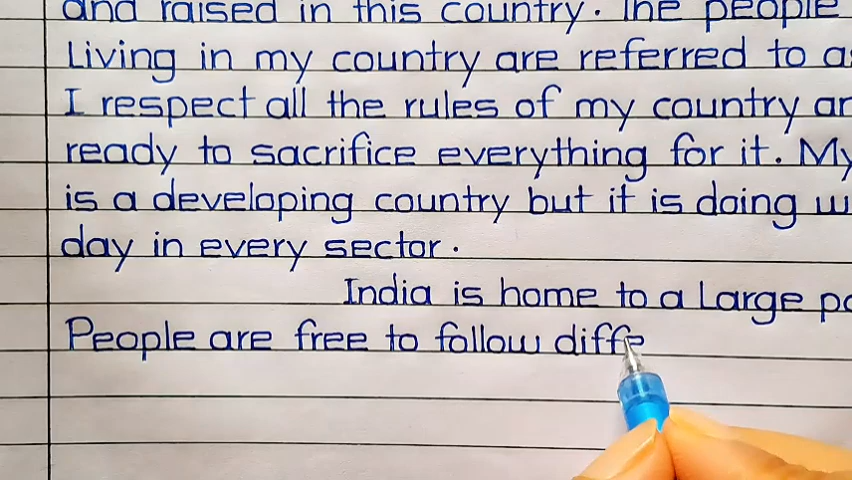 and raised in this country. The people
Living in my country are referred to as
I respect all the rules of my country
ready to sacrifice everything for it. My
is a developing country but it is doing
day in every sector.
India is home to a Large
People are free to follow diffe